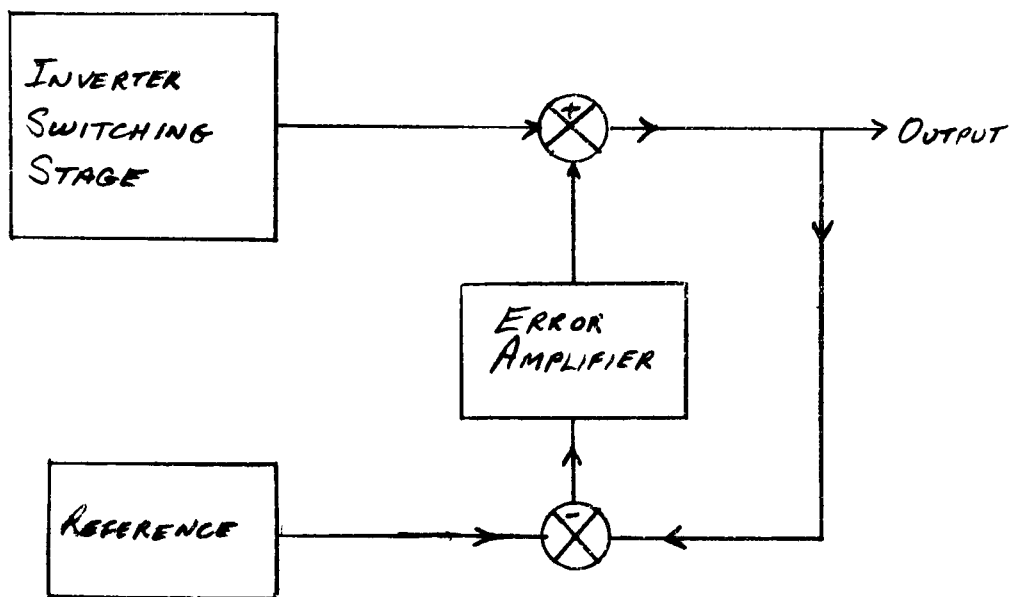 INVERTER
SWITCHING
STAGE
+
OUTPUT
ERROR
AMPLIFIER
REFERENCE
-